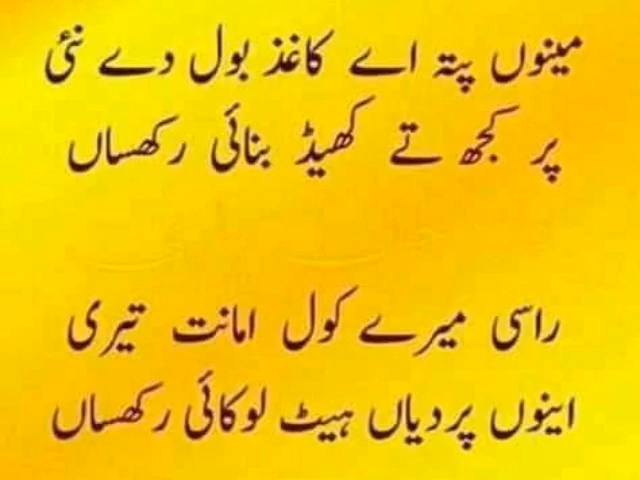 مینوں پتہ اے کاغذ بول دے نئی
پر کجھ تے کھیڈ بنائی رکھساں
راسی میرے کول امانت تیری
اینوں پردیاں ہیٹ لوکائی رکھساں